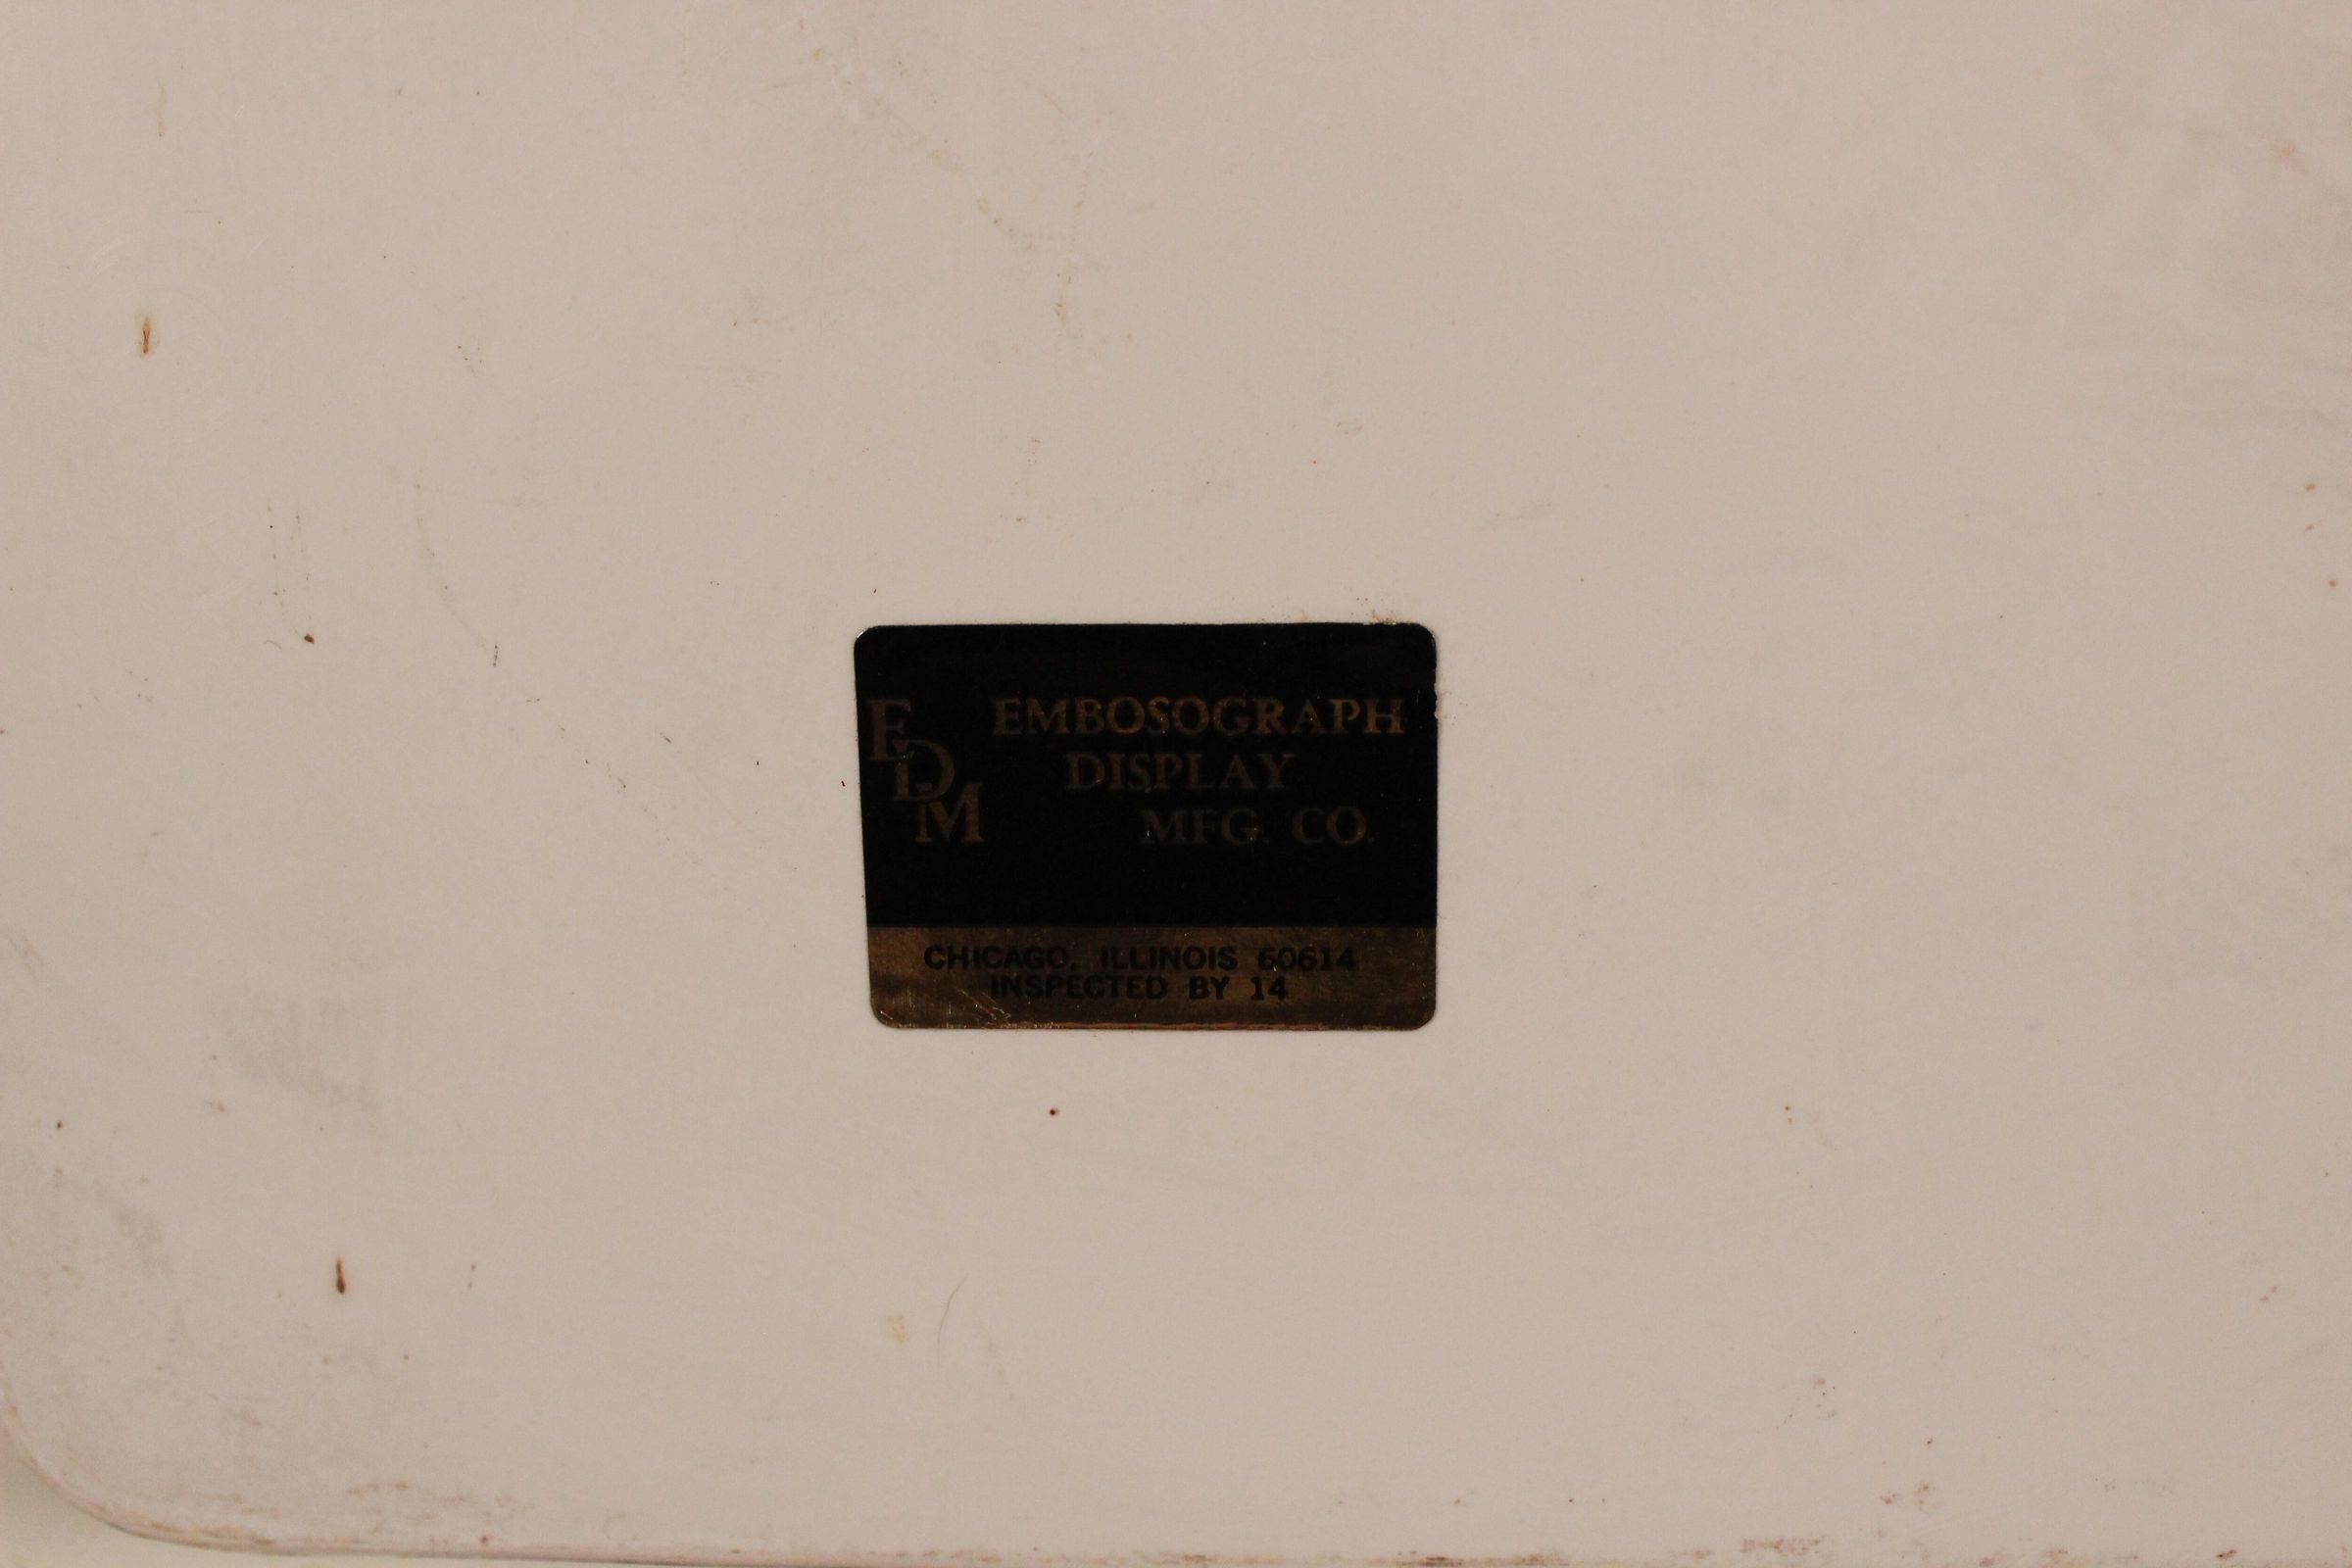 EDM
EMBOSOGRAPH
DISPLAY
MFG. CO.
CHICAGO, ILLINOIS 60614
INSPECTED BY 14